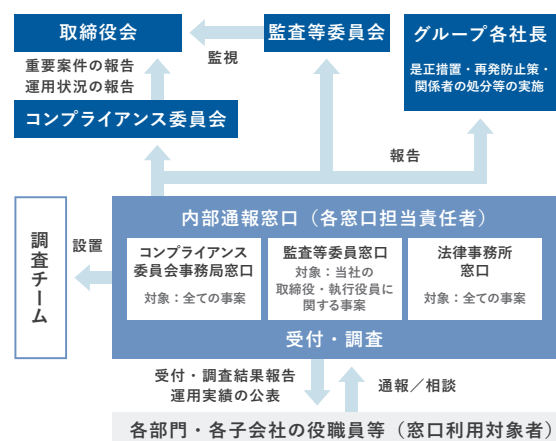 取締役会
監査等委員会
グループ各社長
是正措置・再発防止策・
関係者の処分等の実施
監視
重要案件の報告
運用状況の報告
コンプライアンス委員会
報告
調査チーム
設置
内部通報窓口（各窓口担当責任者）
コンプライアンス
委員会事務局窓口
対象：全ての事案
監査等委員窓口
対象：当社の
取締役・執行役員に
関する事案
法律事務所
窓口
対象：全ての事案
受付・調査
受付・調査結果報告
運用実績の公表
通報／相談
各部門・各子会社の役職員等（窓口利用対象者）